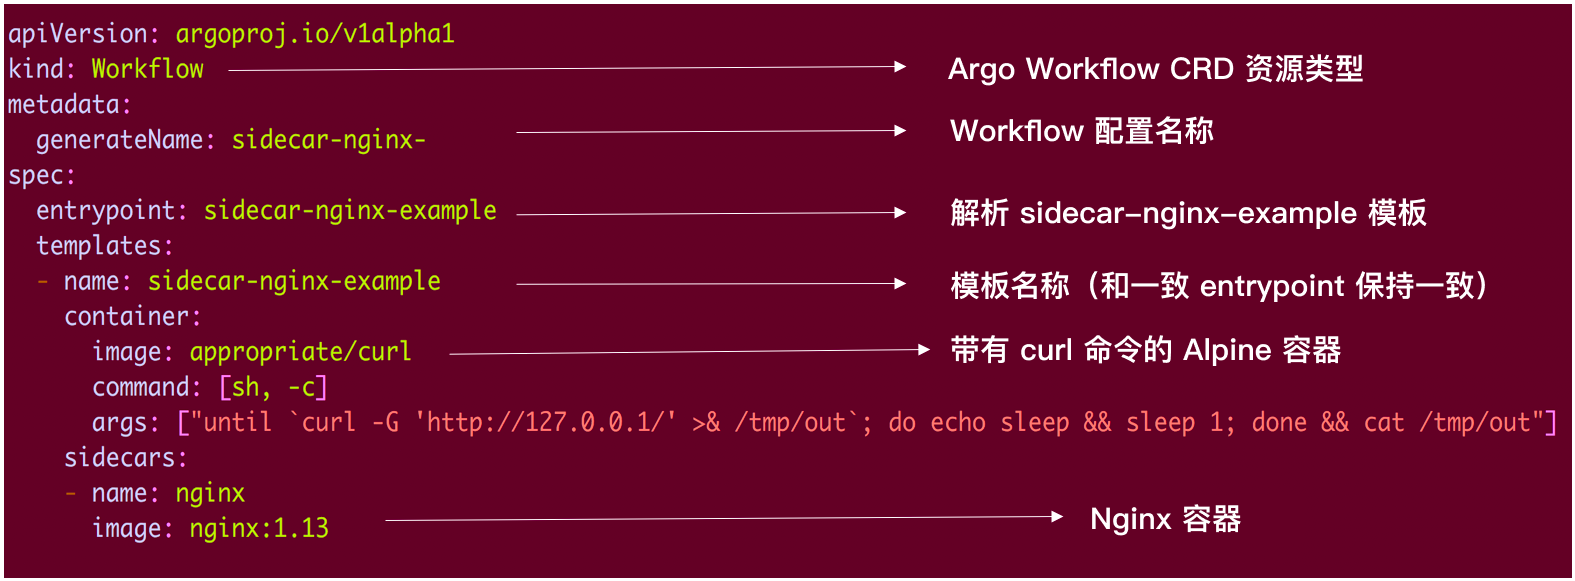 apiVersion: argoproj.io/v1alpha1
kind: Workflow Argo Workflow CRD 资源类型
metadata:
generateName: sidecar-nginx- Workflow 配置名称
spec:
entrypoint: sidecar-nginx-example 解析 sidecar-nginx-example 模板
templates:
- name: sidecar-nginx-example 模板名称（和一致 entrypoint 保持一致）
container:
image: appropriate/curl 带有 curl 命令的 Alpine 容器
command: [sh, -c]
args: ["until `curl -G 'http://127.0.0.1/' >& /tmp/out`; do echo sleep && sleep 1; done && cat /tmp/out"]
sidecars:
- name: nginx
image: nginx:1.13 Nginx 容器